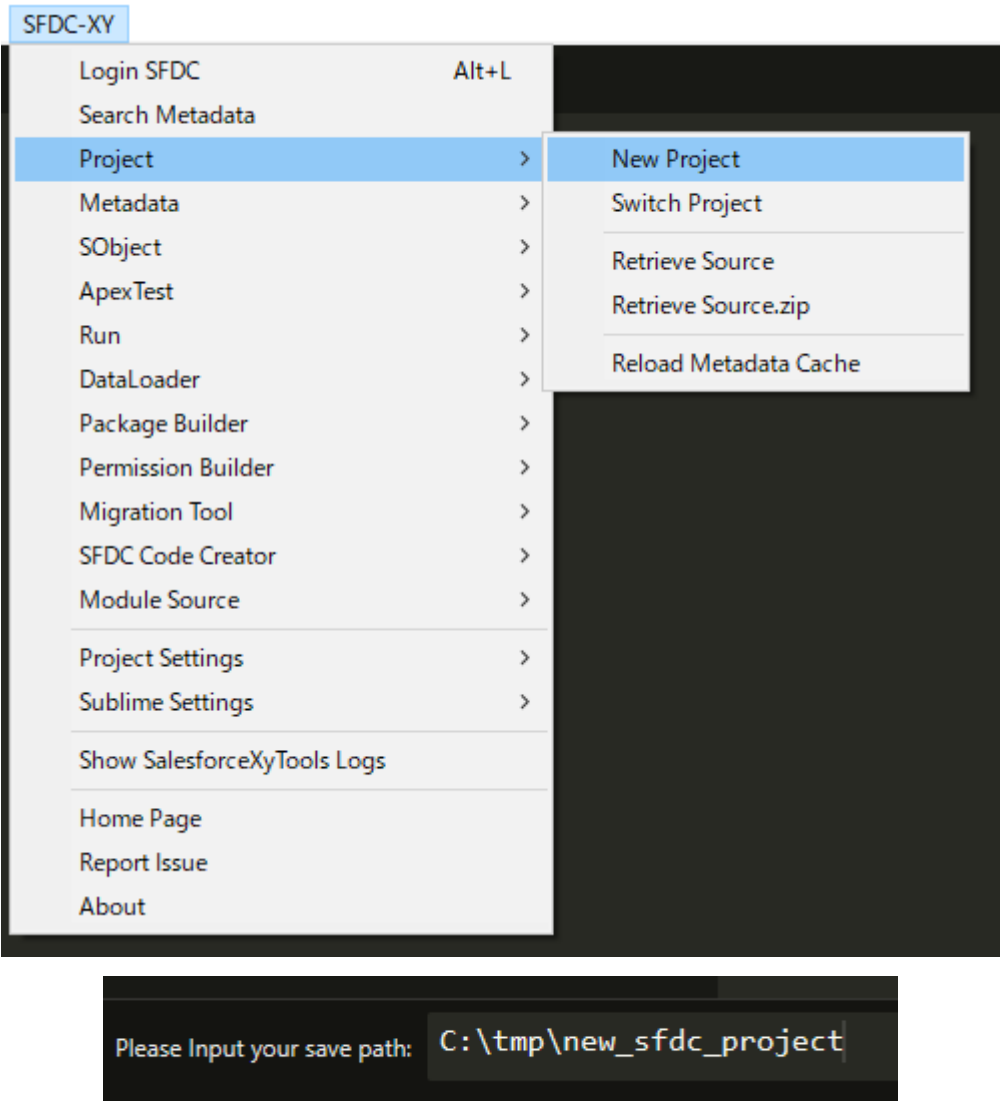 SFDC-XY
Login SFDC Alt+L
Search Metadata
Project
Metadata
SObject
ApexTest
Run
DataLoader
Package Builder
Permission Builder
Migration Tool
SFDC Code Creator
Module Source
Project Settings
Sublime Settings
Show SalesforceXyTools Logs
Home Page
Report Issue
About
New Project
Switch Project
Retrieve Source
Retrieve Source.zip
Reload Metadata Cache
Please Input your save path: C:\tmp\new_sfdc_project